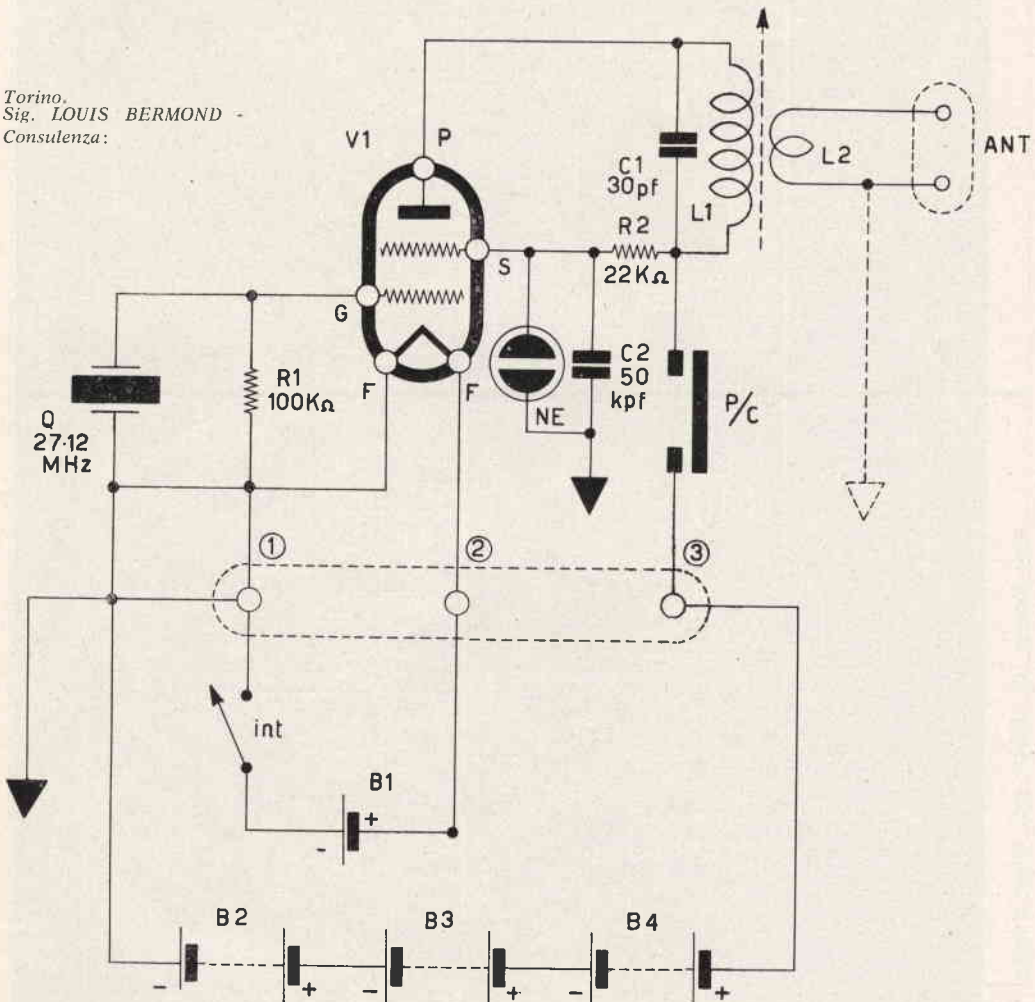 Torino.
Sig. LOUIS BERMOND -
Consulenza:
V1
P
S
G
F
F
C1
30pf
L1
L2
ANT
R2
22KΩ
R1
100KΩ
Q
27·12
MHz
NE
C2
50
kpf
P/C
①
②
③
int
B1
+
-
B2
B3
B4
-
+
-
+
-
+